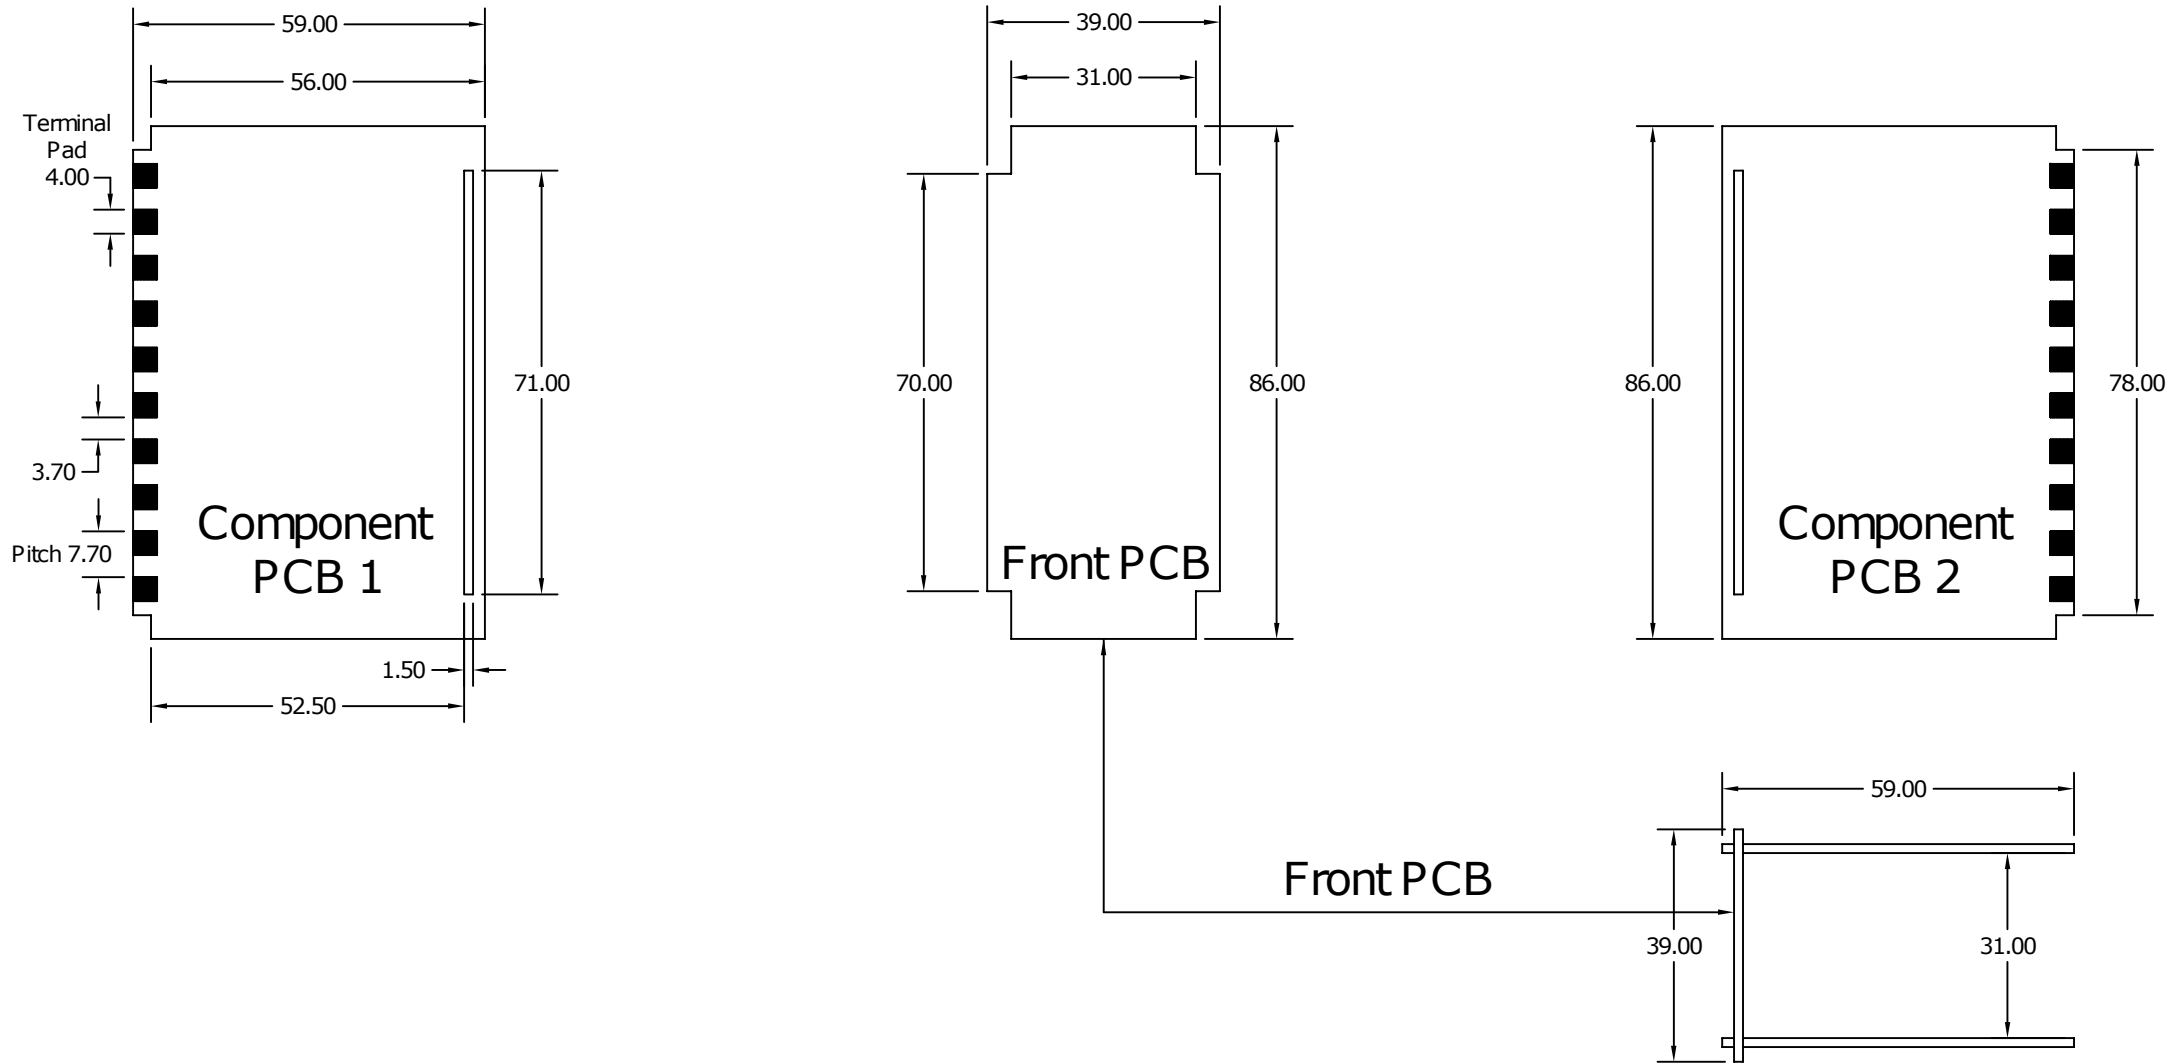 59.00
56.00
Terminal
Pad
4.00
71.00
3.70
Pitch 7.70
Component
PCB 1
1.50
52.50
39.00
31.00
70.00
86.00
Front PCB
86.00
78.00
Component
PCB 2
59.00
Front PCB
39.00
31.00